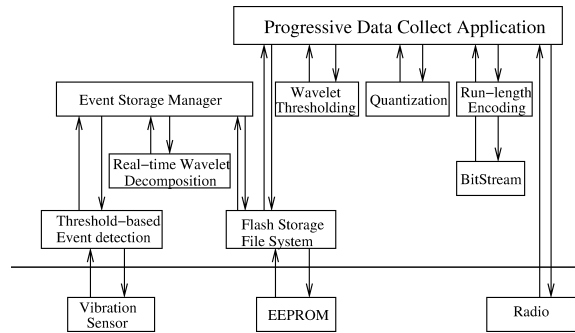 Progressive Data Collect Application
Wavelet
Thresholding
Quantization
Run−length
Encoding
Event Storage Manager
Real−time Wavelet
Decomposition
BitStream
Threshold−based
Event detection
Flash Storage
File System
Vibration
Sensor
EEPROM
Radio